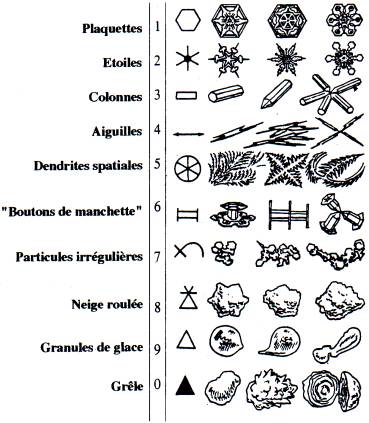 Plaquettes 1
Etoiles 2
Colonnes 3
Aiguilles 4
Dendrites spatiales 5
"Boutons de manchette" 6
Particules irrégulières 7
Neige roulée 8
Granules de glace 9
Grêle 0